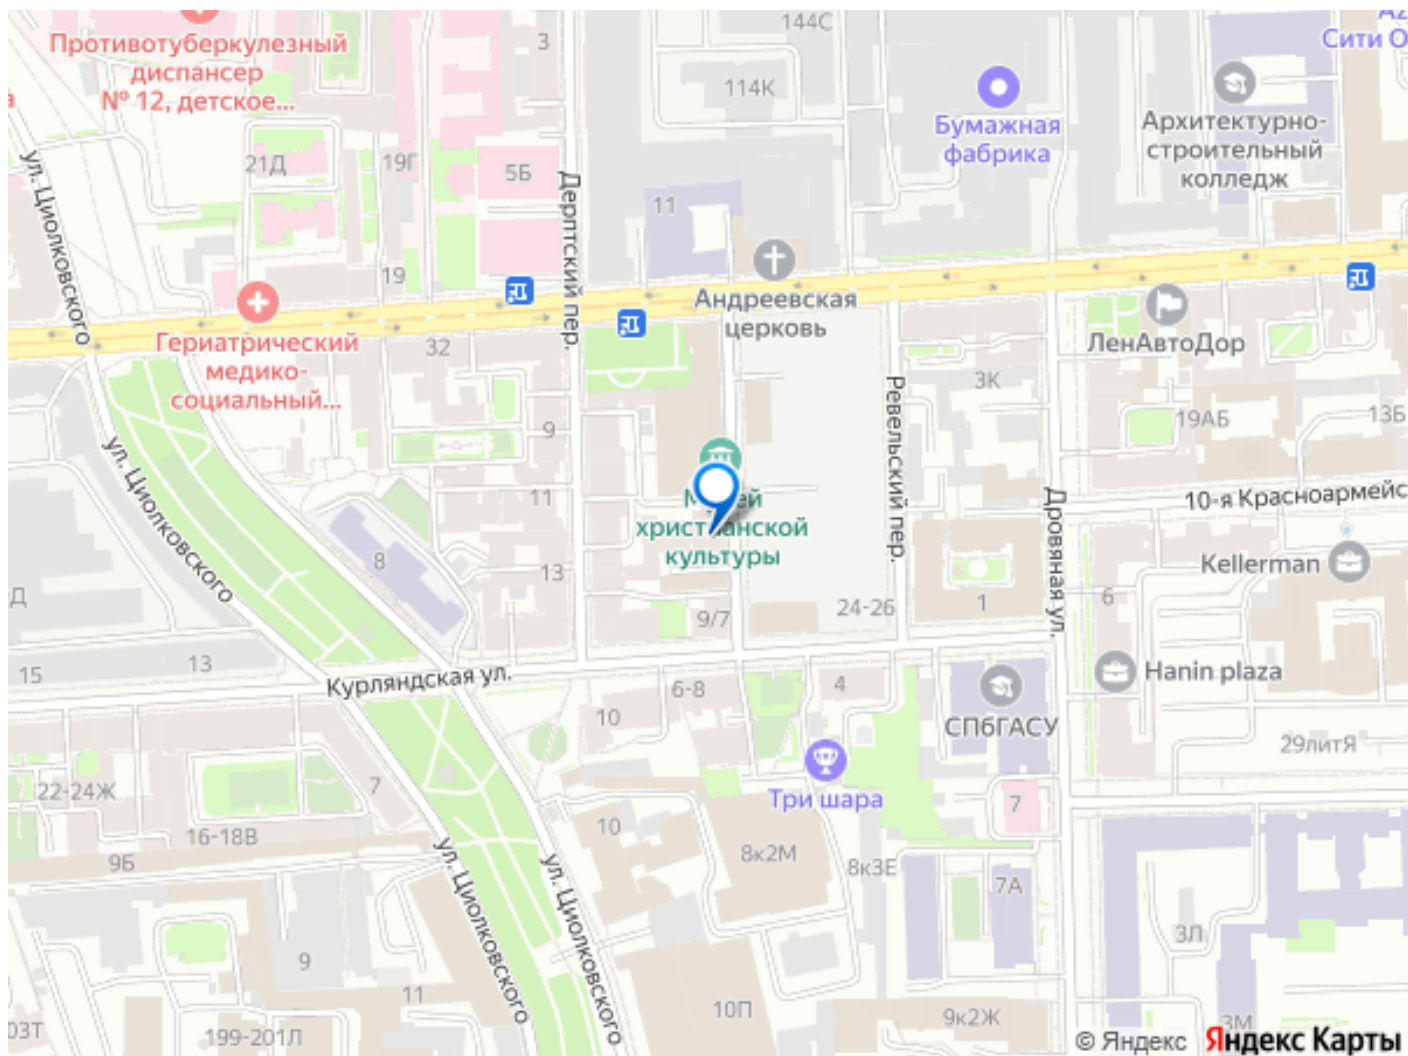 144С
Сити О
3
Противотуберкулезный
диспансер
№ 12, детское...
114К
Бумажная
фабрика
Архитектурно-
строительный
колледж
ул. Циолковского
21Д
19Г
5Б
Дерптский пер.
11
19
Андреевская
церковь
Гериатрический
медико-
социальный...
32
ЛенАвтоДор
3К
Ревельский пер.
19АБ
13Б
9
ул. Циолковского
11
христианской
культуры
10-я Красноармейс
Дровяная ул.
8
13
Kellerman
Д
9/7
24-26
1
6
15
13
Курляндская ул.
6-8
4
Hanin plaza
10
СПбГАСУ
29литЯ
22-24Ж
7
Три шара
7
16-18В
10
9Б
8к2М
8к3Е
7А
ул. Циолковского
ул. Циолковского
3Л
9
11
10П
9к2Ж
3М
03Т
199-201Л
© Яндекс
Яндекс Карты